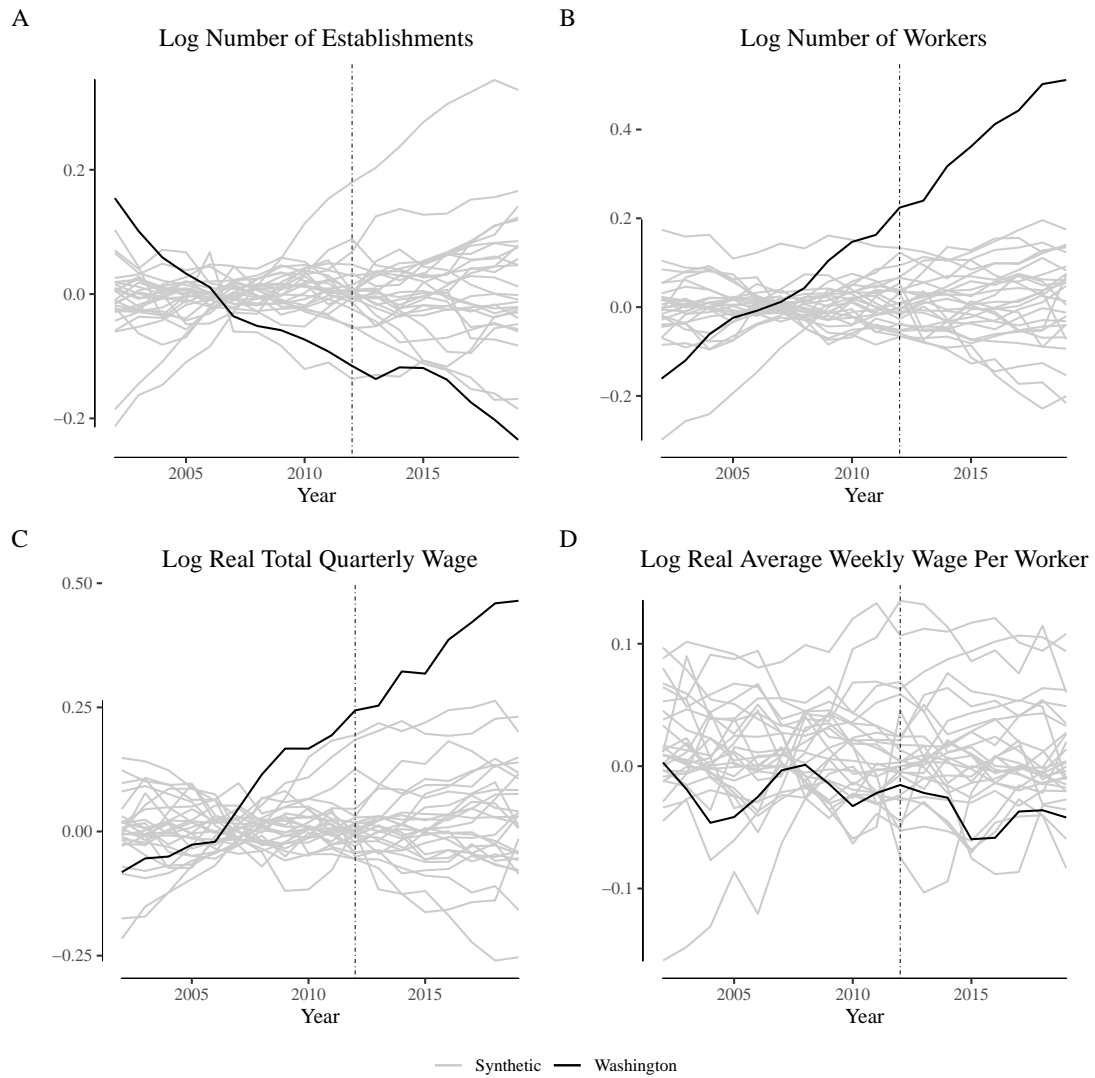 A
Log Number of Establishments
0.2
0.0
−0.2
2005 2010 2015
Year
B
Log Number of Workers
0.4
0.2
0.0
−0.2
2005 2010 2015
Year
C
Log Real Total Quarterly Wage
0.50
0.25
0.00
−0.25
2005 2010 2015
Year
D
Log Real Average Weekly Wage Per Worker
0.1
0.0
−0.1
2005 2010 2015
Year
Synthetic Washington